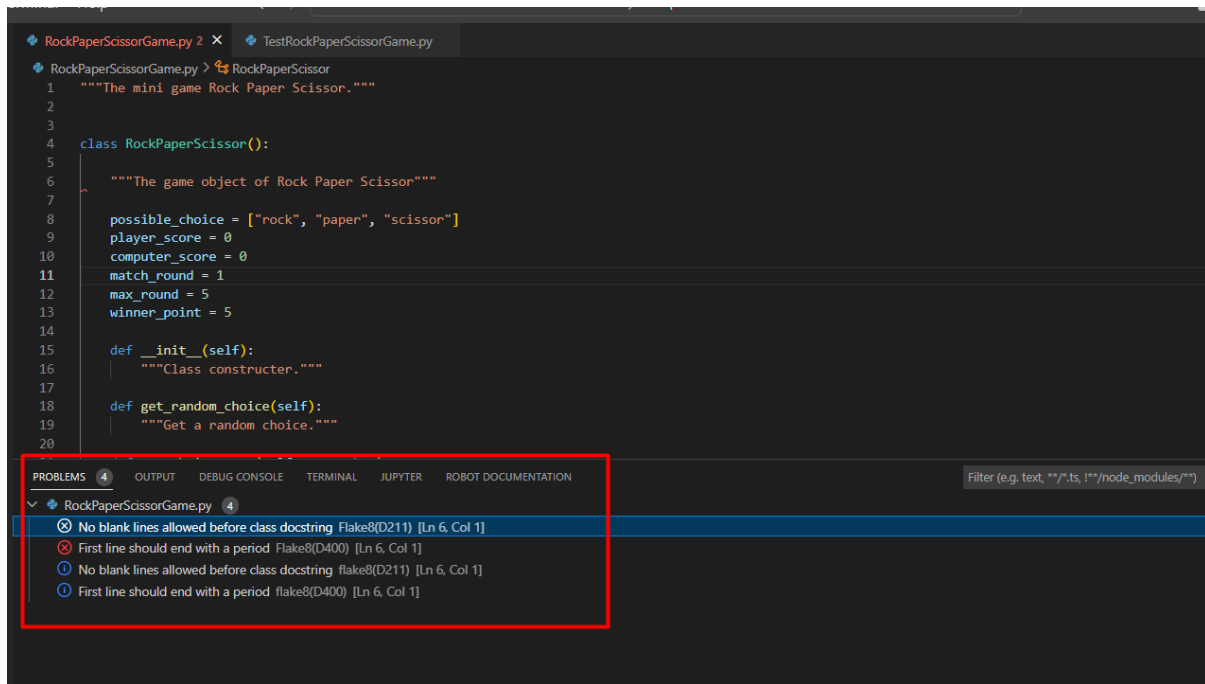 RockPaperScissorGame.py 2 TestRockPaperScissorGame.py
RockPaperScissorGame.py > RockPaperScissor
1 """The mini game Rock Paper Scissor."""
2
3
4 class RockPaperScissor():
5
6 """The game object of Rock Paper Scissor"""
7
8 possible_choice = ["rock", "paper", "scissor"]
9 player_score = 0
10 computer_score = 0
11 match_round = 1
12 max_round = 5
13 winner_point = 5
14
15 def __init__(self):
16 """Class constructer."""
17
18 def get_random_choice(self):
19 """Get a random choice."""
20
PROBLEMS 4 OUTPUT DEBUG CONSOLE TERMINAL JUPYTER ROBOT DOCUMENTATION Filter (e.g. text, **/*.ts, !**/node_modules/**)
RockPaperScissorGame.py 4
No blank lines allowed before class docstring Flake8(D211) [Ln 6, Col 1]
First line should end with a period Flake8(D400) [Ln 6, Col 1]
No blank lines allowed before class docstring flake8(D211) [Ln 6, Col 1]
First line should end with a period flake8(D400) [Ln 6, Col 1]